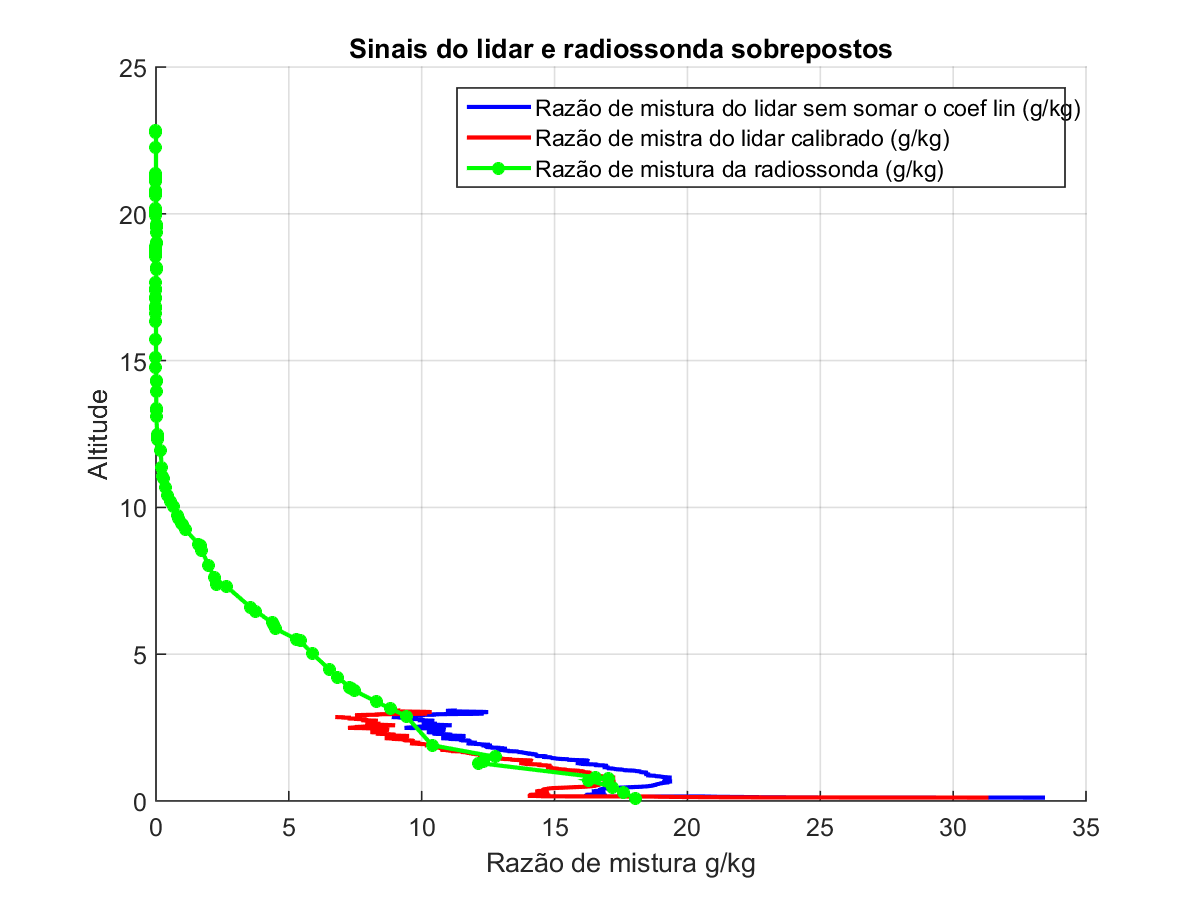 Sinais do lidar e radiossonda sobrepostos
25
Razão de mistura do lidar sem somar o coef lin (g/kg)
Razão de mistra do lidar calibrado (g/kg)
Razão de mistura da radiossonda (g/kg)
20
15
Altitude
10
5
0
0 5 10 15 20 25 30 35
Razão de mistura g/kg